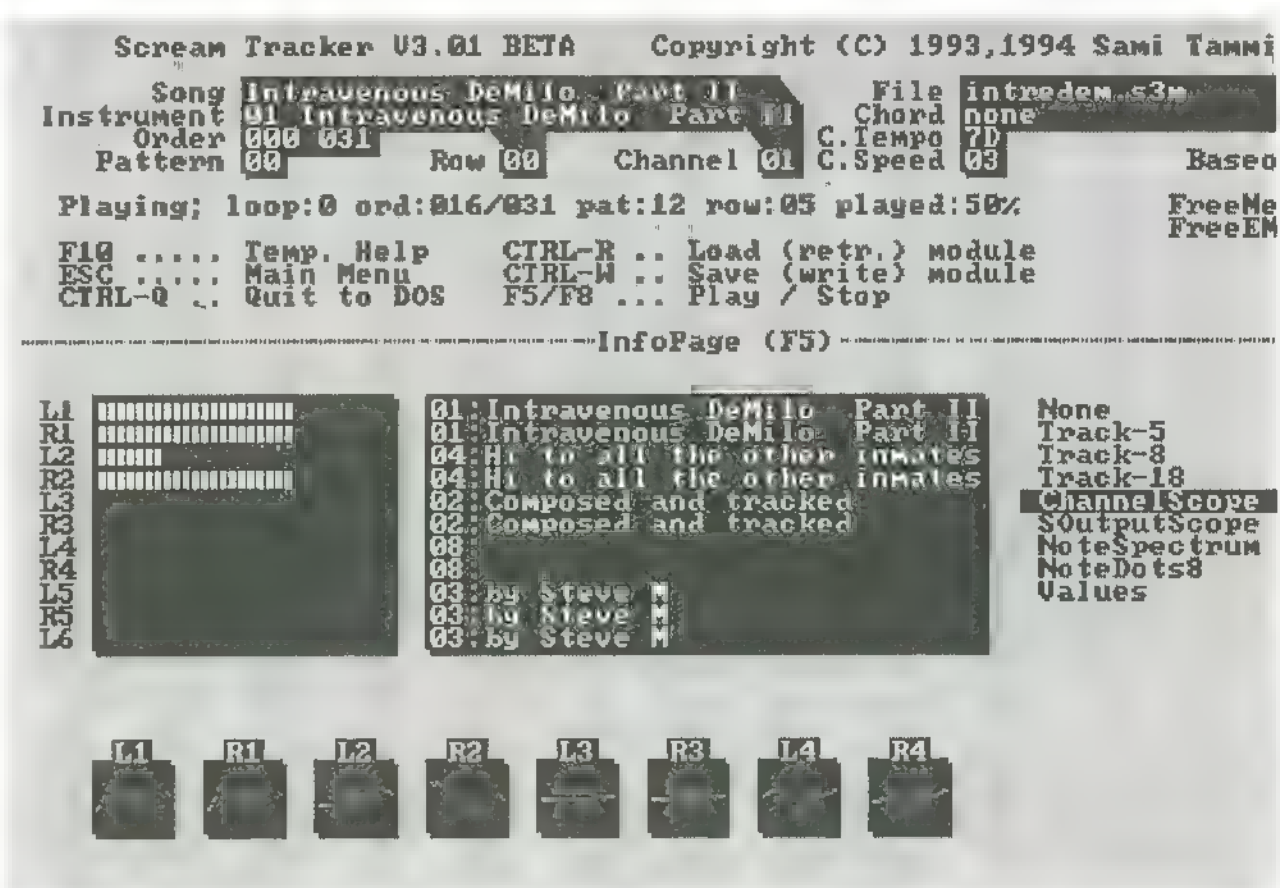 Scream Tracker V3.01 BETA Copyright (C) 1993,1994 Sami Tammi
Song Intravenous DeMilo Part II File intredem.s3m
Instrument 01 Intravenous DeMilo Part II Chord none
Order 000 031 C.Tempo 7D
Pattern 00 Row 00 Channel 01 C.Speed 03 Baseo
Playing; loop:0 ord:016/031 pat:12 row:05 played:50% FreeMe
FreeEM
F10 ..... Temp. Help CTRL-R .. Load (retr.) module
ESC ..... Main Menu CTRL-W .. Save (write) module
CTRL-Q .. Quit to DOS F5/F8 ... Play / Stop
InfoPage (F5)
L1 01:Intravenous DeMilo Part II None
R1 01:Intravenous DeMilo Part II Track-5
L2 04:Hi to all the other inmates Track-8
R2 04:Hi to all the other inmates Track-18
L3 02:Composed and tracked ChannelScope
R3 02:Composed and tracked SOutputScope
L4 08: NoteSpectrum
R4 08: NoteDots8
L5 03:by Steve M Values
R5 03:by Steve M
L6 03:by Steve M
L1 R1 L2 R2 L3 R3 L4 R4